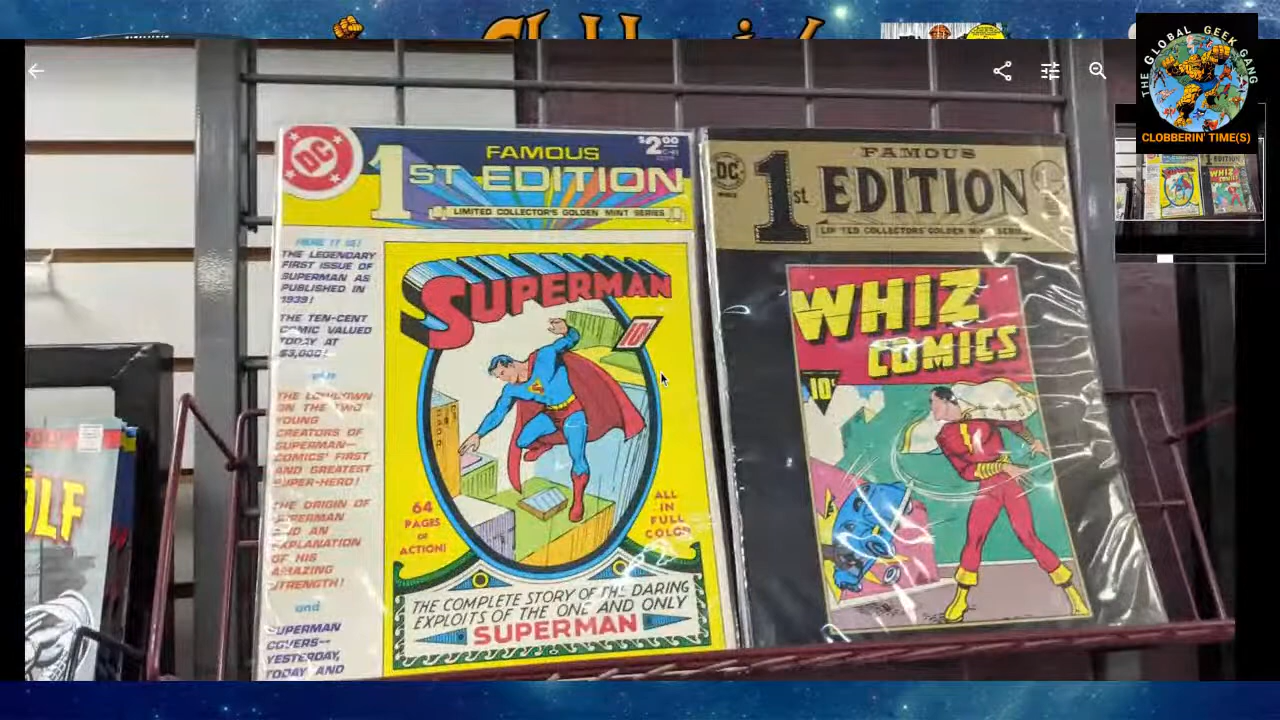 THE GLOBAL GEEK GANG
CLOBBERIN' TIME(S)
DC
FAMOUS
1ST EDITION
LIMITED COLLECTOR'S GOLDEN MINT SERIES
$2.00
HERE IT IS!
THE LEGENDARY
FIRST ISSUE OF
SUPERMAN AS
PUBLISHED IN
1939!
THE TEN-CENT
COMIC VALUED
TODAY AT
$3,000!
plus
THE LOWDOWN
ON THE TWO
YOUNG
CREATORS OF
SUPERMAN—
COMICS' FIRST
AND GREATEST
SUPER-HERO!
THE ORIGIN OF
SUPERMAN
AND AN
EXPLANATION
OF HIS
AMAZING
STRENGTH!
and
SUPERMAN
COVERS—
YESTERDAY,
TODAY AND
SUPERMAN
10¢
64
PAGES
OF
ACTION!
ALL
IN
FULL
COLOR
THE COMPLETE STORY OF THE DARING
EXPLOITS OF THE ONE AND ONLY
SUPERMAN
DC
FAMOUS
1st EDITION
LIMITED COLLECTORS' GOLDEN MINT SERIES
WHIZ
COMICS
10¢